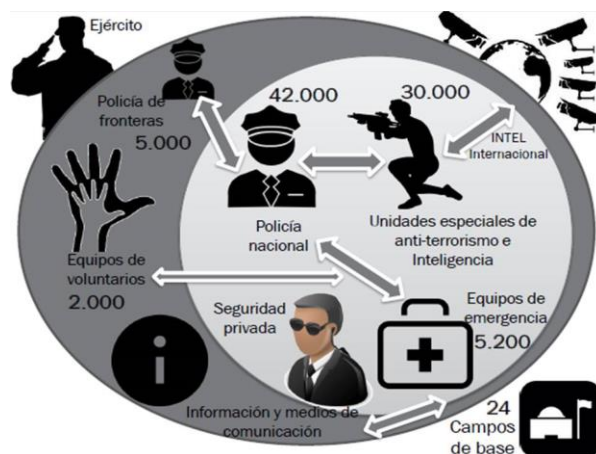 Ejército
Policía de
fronteras
5.000
42.000
30.000
INTEL
Internacional
Policía
nacional
Unidades especiales de
anti-terrorismo e
Inteligencia
Equipos de
voluntarios
2.000
Seguridad
privada
Equipos de
emergencia
5.200
i
Información y medios de
comunicación
24
Campos
de base